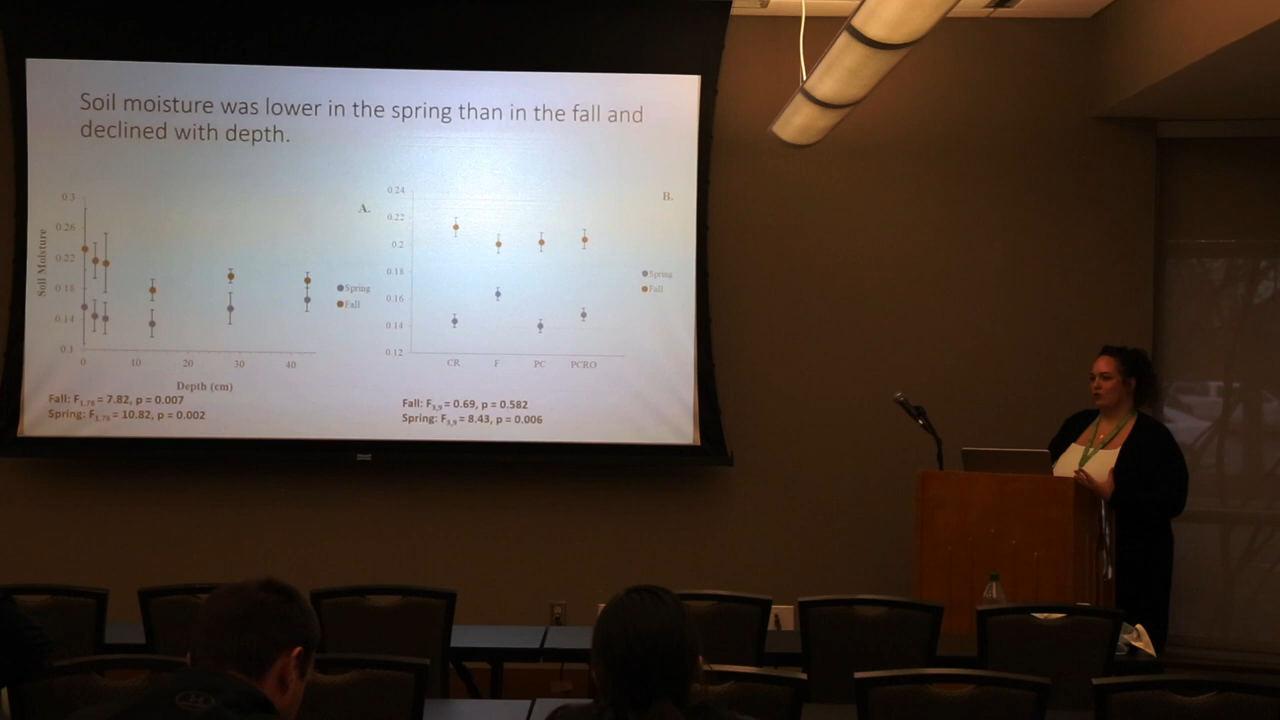 Soil moisture was lower in the spring than in the fall and
declined with depth.
A.
0.3
0.26
0.22
0.18
0.14
0.1
Soil Moisture
0 10 20 30 40
Depth (cm)
Spring
Fall
Fall: F1,78 = 7.82, p = 0.007
Spring: F1,78 = 10.82, p = 0.002
B.
0.24
0.22
0.2
0.18
0.16
0.14
0.12
CR F PC PCRO
Spring
Fall
Fall: F3,9 = 0.69, p = 0.582
Spring: F3,9 = 8.43, p = 0.006